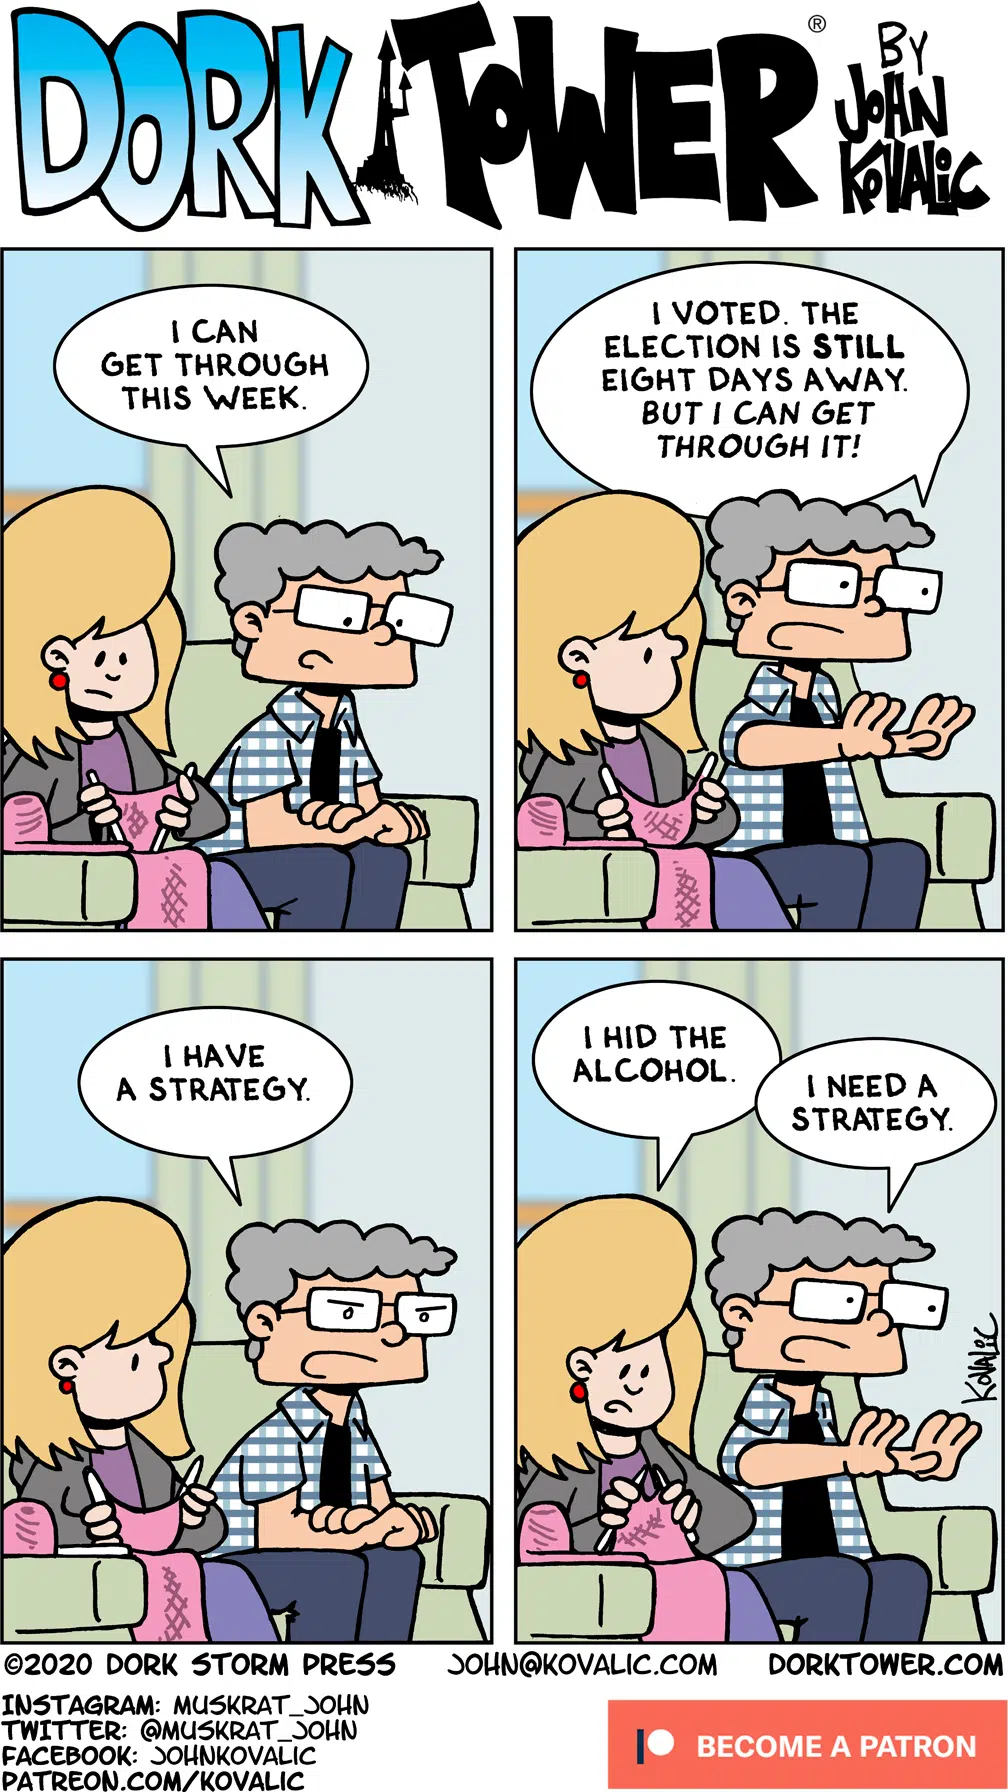 DORK TOWER®
BY
JOHN
KOVALIC
I CAN
GET THROUGH
THIS WEEK.
I VOTED. THE
ELECTION IS STILL
EIGHT DAYS AWAY.
BUT I CAN GET
THROUGH IT!
I HAVE
A STRATEGY.
I HID THE
ALCOHOL.
I NEED A
STRATEGY.
KOVALIC
©2020 DORK STORM PRESS JOHN@KOVALIC.COM DORKTOWER.COM
INSTAGRAM: MUSKRAT_JOHN
TWITTER: @MUSKRAT_JOHN
FACEBOOK: JOHNKOVALIC
PATREON.COM/KOVALIC
BECOME A PATRON